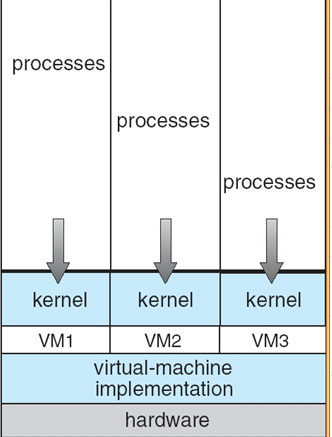 processes
processes
processes
kernel
kernel
kernel
VM1
VM2
VM3
virtual-machine
implementation
hardware